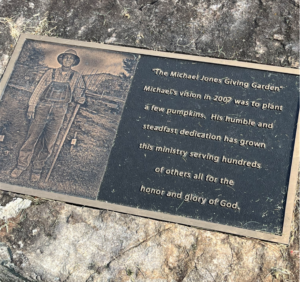 "The Michael Jones Giving Garden"
Michael's vision in 2007 was to plant
a few pumpkins. His humble and
steadfast dedication has grown
this ministry serving hundreds
of others all for the
honor and glory of God.